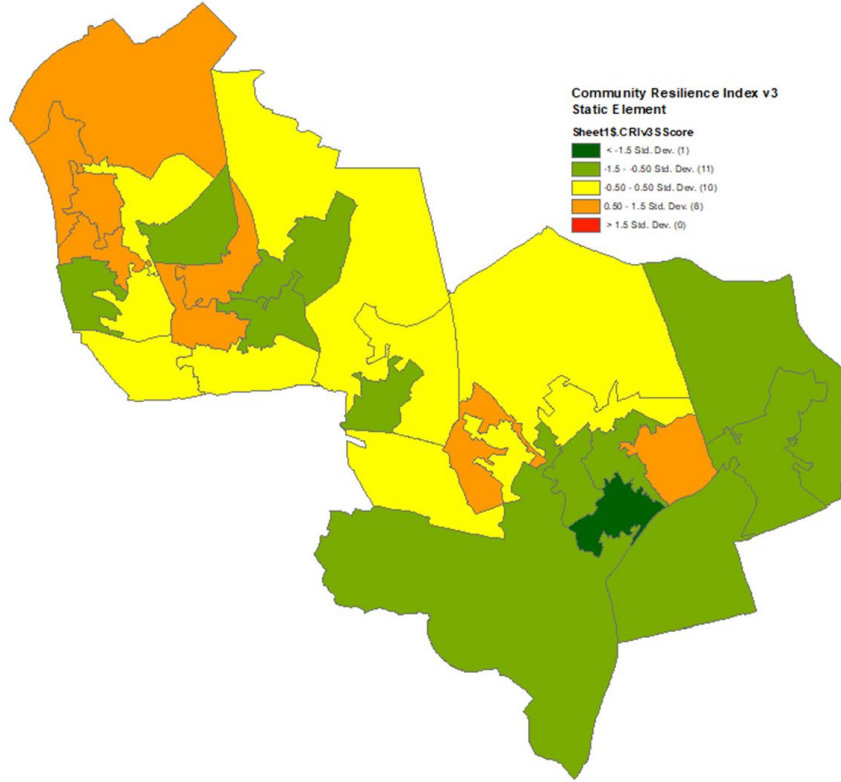 Community Resilience Index v3
Static Element
Sheet1$.CRIv3SScore
< -1.5 Std. Dev. (1)
-1.5 - -0.50 Std. Dev. (11)
-0.50 - 0.50 Std. Dev. (10)
0.50 - 1.5 Std. Dev. (8)
> 1.5 Std. Dev. (0)